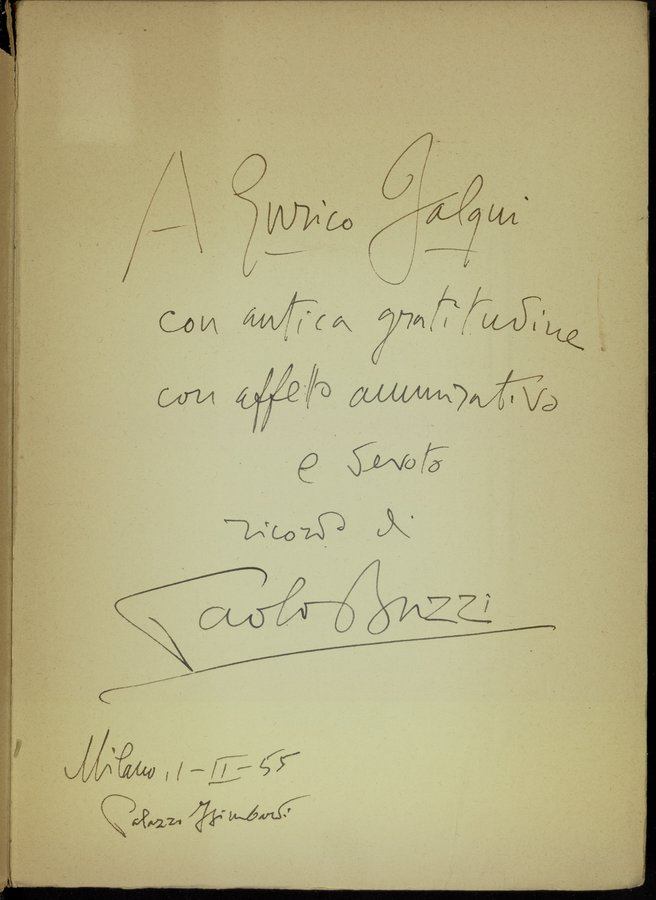 A Enrico Falqui
con antica gratitudine
con affetto ammirativo
e devoto
ricordo di
Paolo Buzzi
Milano, 1-II-55
Palazzo Isimbardi